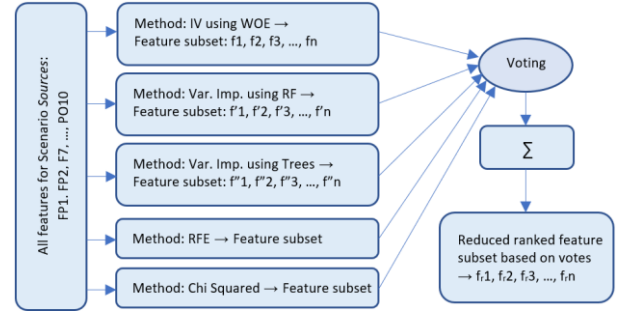 All features for Scenario Sources:
FP1. FP2, F7, ..., PO10
Method: IV using WOE →
Feature subset: f1, f2, f3, ..., fn
Method: Var. Imp. using RF →
Feature subset: f'1, f'2, f'3, ..., f'n
Method: Var. Imp. using Trees →
Feature subset: f"1, f"2, f"3, ..., f"n
Method: RFE → Feature subset
Method: Chi Squared → Feature subset
Voting
Σ
Reduced ranked feature
subset based on votes
→ fᵣ1, fᵣ2, fᵣ3, ..., fᵣn